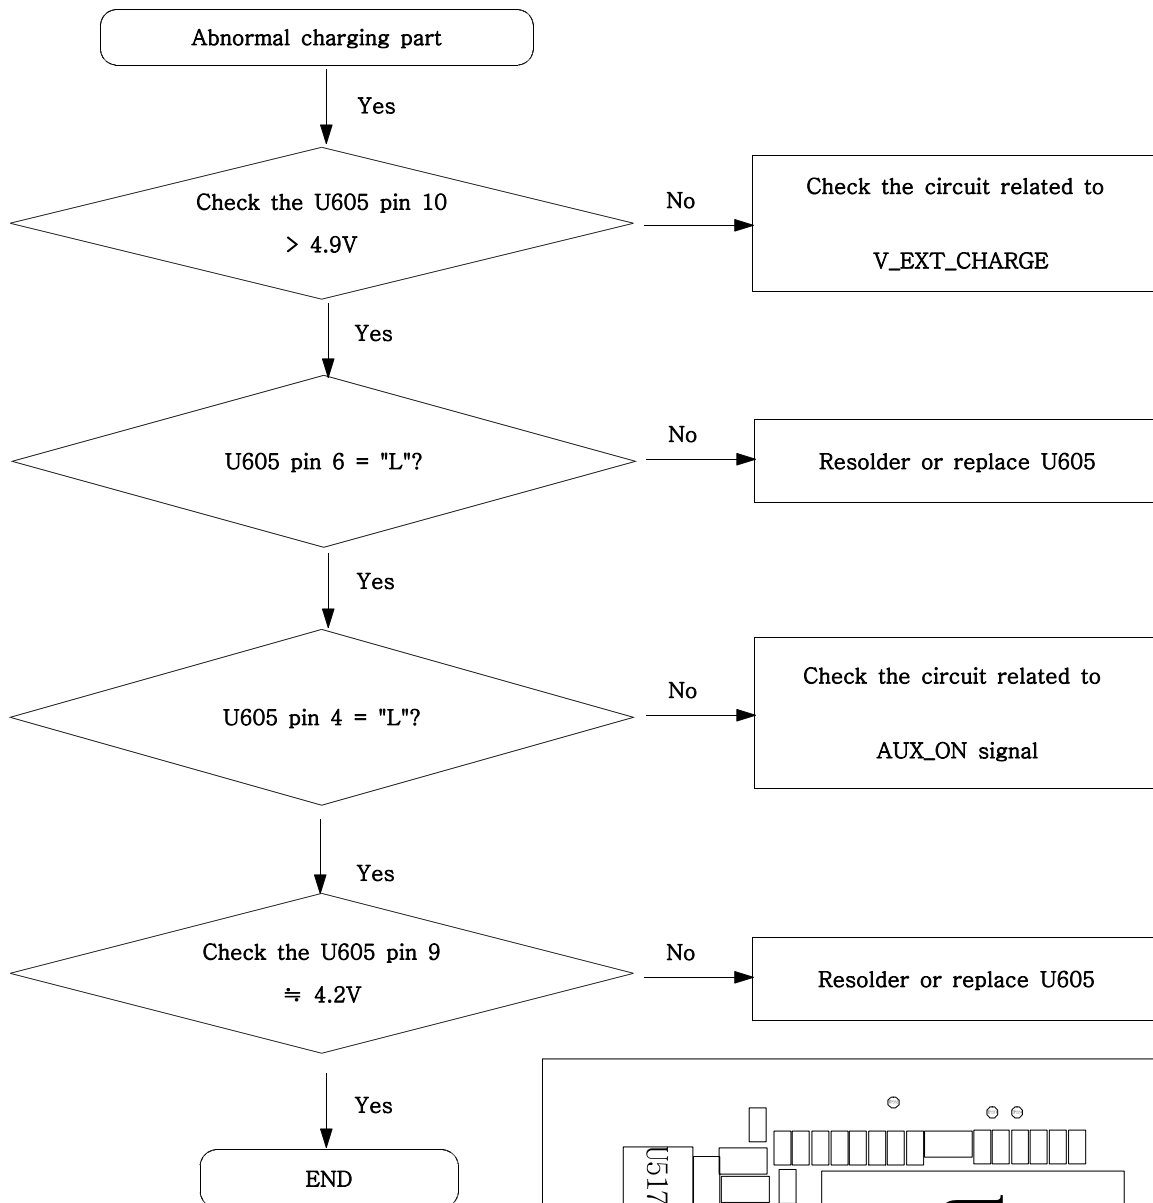 Abnormal charging part
Yes
Check the U605 pin 10
> 4.9V
No
Check the circuit related to
V_EXT_CHARGE
Yes
U605 pin 6 = "L"?
No
Resolder or replace U605
Yes
U605 pin 4 = "L"?
No
Check the circuit related to
AUX_ON signal
Yes
Check the U605 pin 9
≒ 4.2V
No
Resolder or replace U605
Yes
END
U517